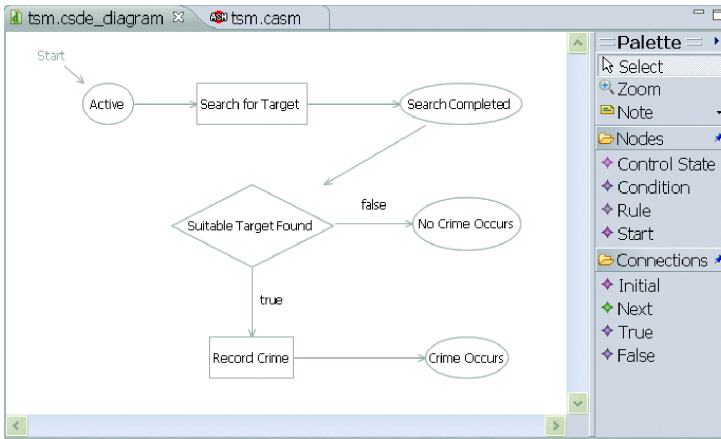 tsm.csde_diagram
ASM tsm.casm
Start
Active
Search for Target
Search Completed
Suitable Target Found
false
No Crime Occurs
true
Record Crime
Crime Occurs
Palette
Select
Zoom
Note
Nodes
Control State
Condition
Rule
Start
Connections
Initial
Next
True
False